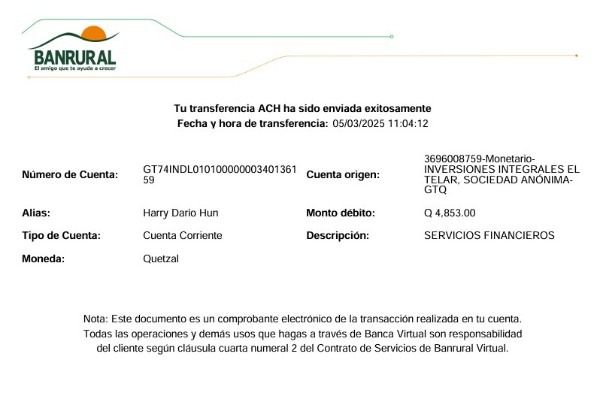 BANRURAL
El amigo que te ayuda a crecer
Tu transferencia ACH ha sido enviada exitosamente
Fecha y hora de transferencia: 05/03/2025 11:04:12
Número de Cuenta: GT74INDL010100000003401361
59
Cuenta origen: 3696008759-Monetario-
INVERSIONES INTEGRALES EL
TELAR, SOCIEDAD ANÓNIMA-
GTQ
Alias: Harry Dario Hun
Monto débito: Q 4,853.00
Tipo de Cuenta: Cuenta Corriente
Descripción: SERVICIOS FINANCIEROS
Moneda: Quetzal
Nota: Este documento es un comprobante electrónico de la transacción realizada en tu cuenta.
Todas las operaciones y demás usos que hagas a través de Banca Virtual son responsabilidad
del cliente según cláusula cuarta numeral 2 del Contrato de Servicios de Banrural Virtual.